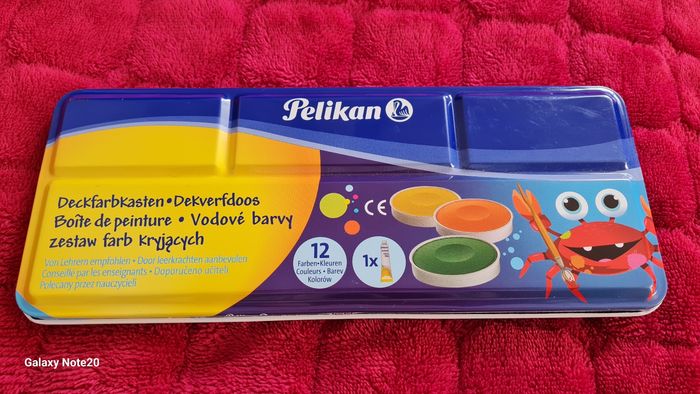 Pelikan
Deckfarbkasten • Dekverfdoos
Boîte de peinture • Vodové barvy
zestaw farb kryjących
Von Lehrern empfohlen • Door leerkrachten aanbevolen
Conseillé par les enseignants • Doporučeno učiteli
Polecany przez nauczycieli
CE
12
Farben•Kleuren
Couleurs • Barev
Kolorów
1x
Galaxy Note20